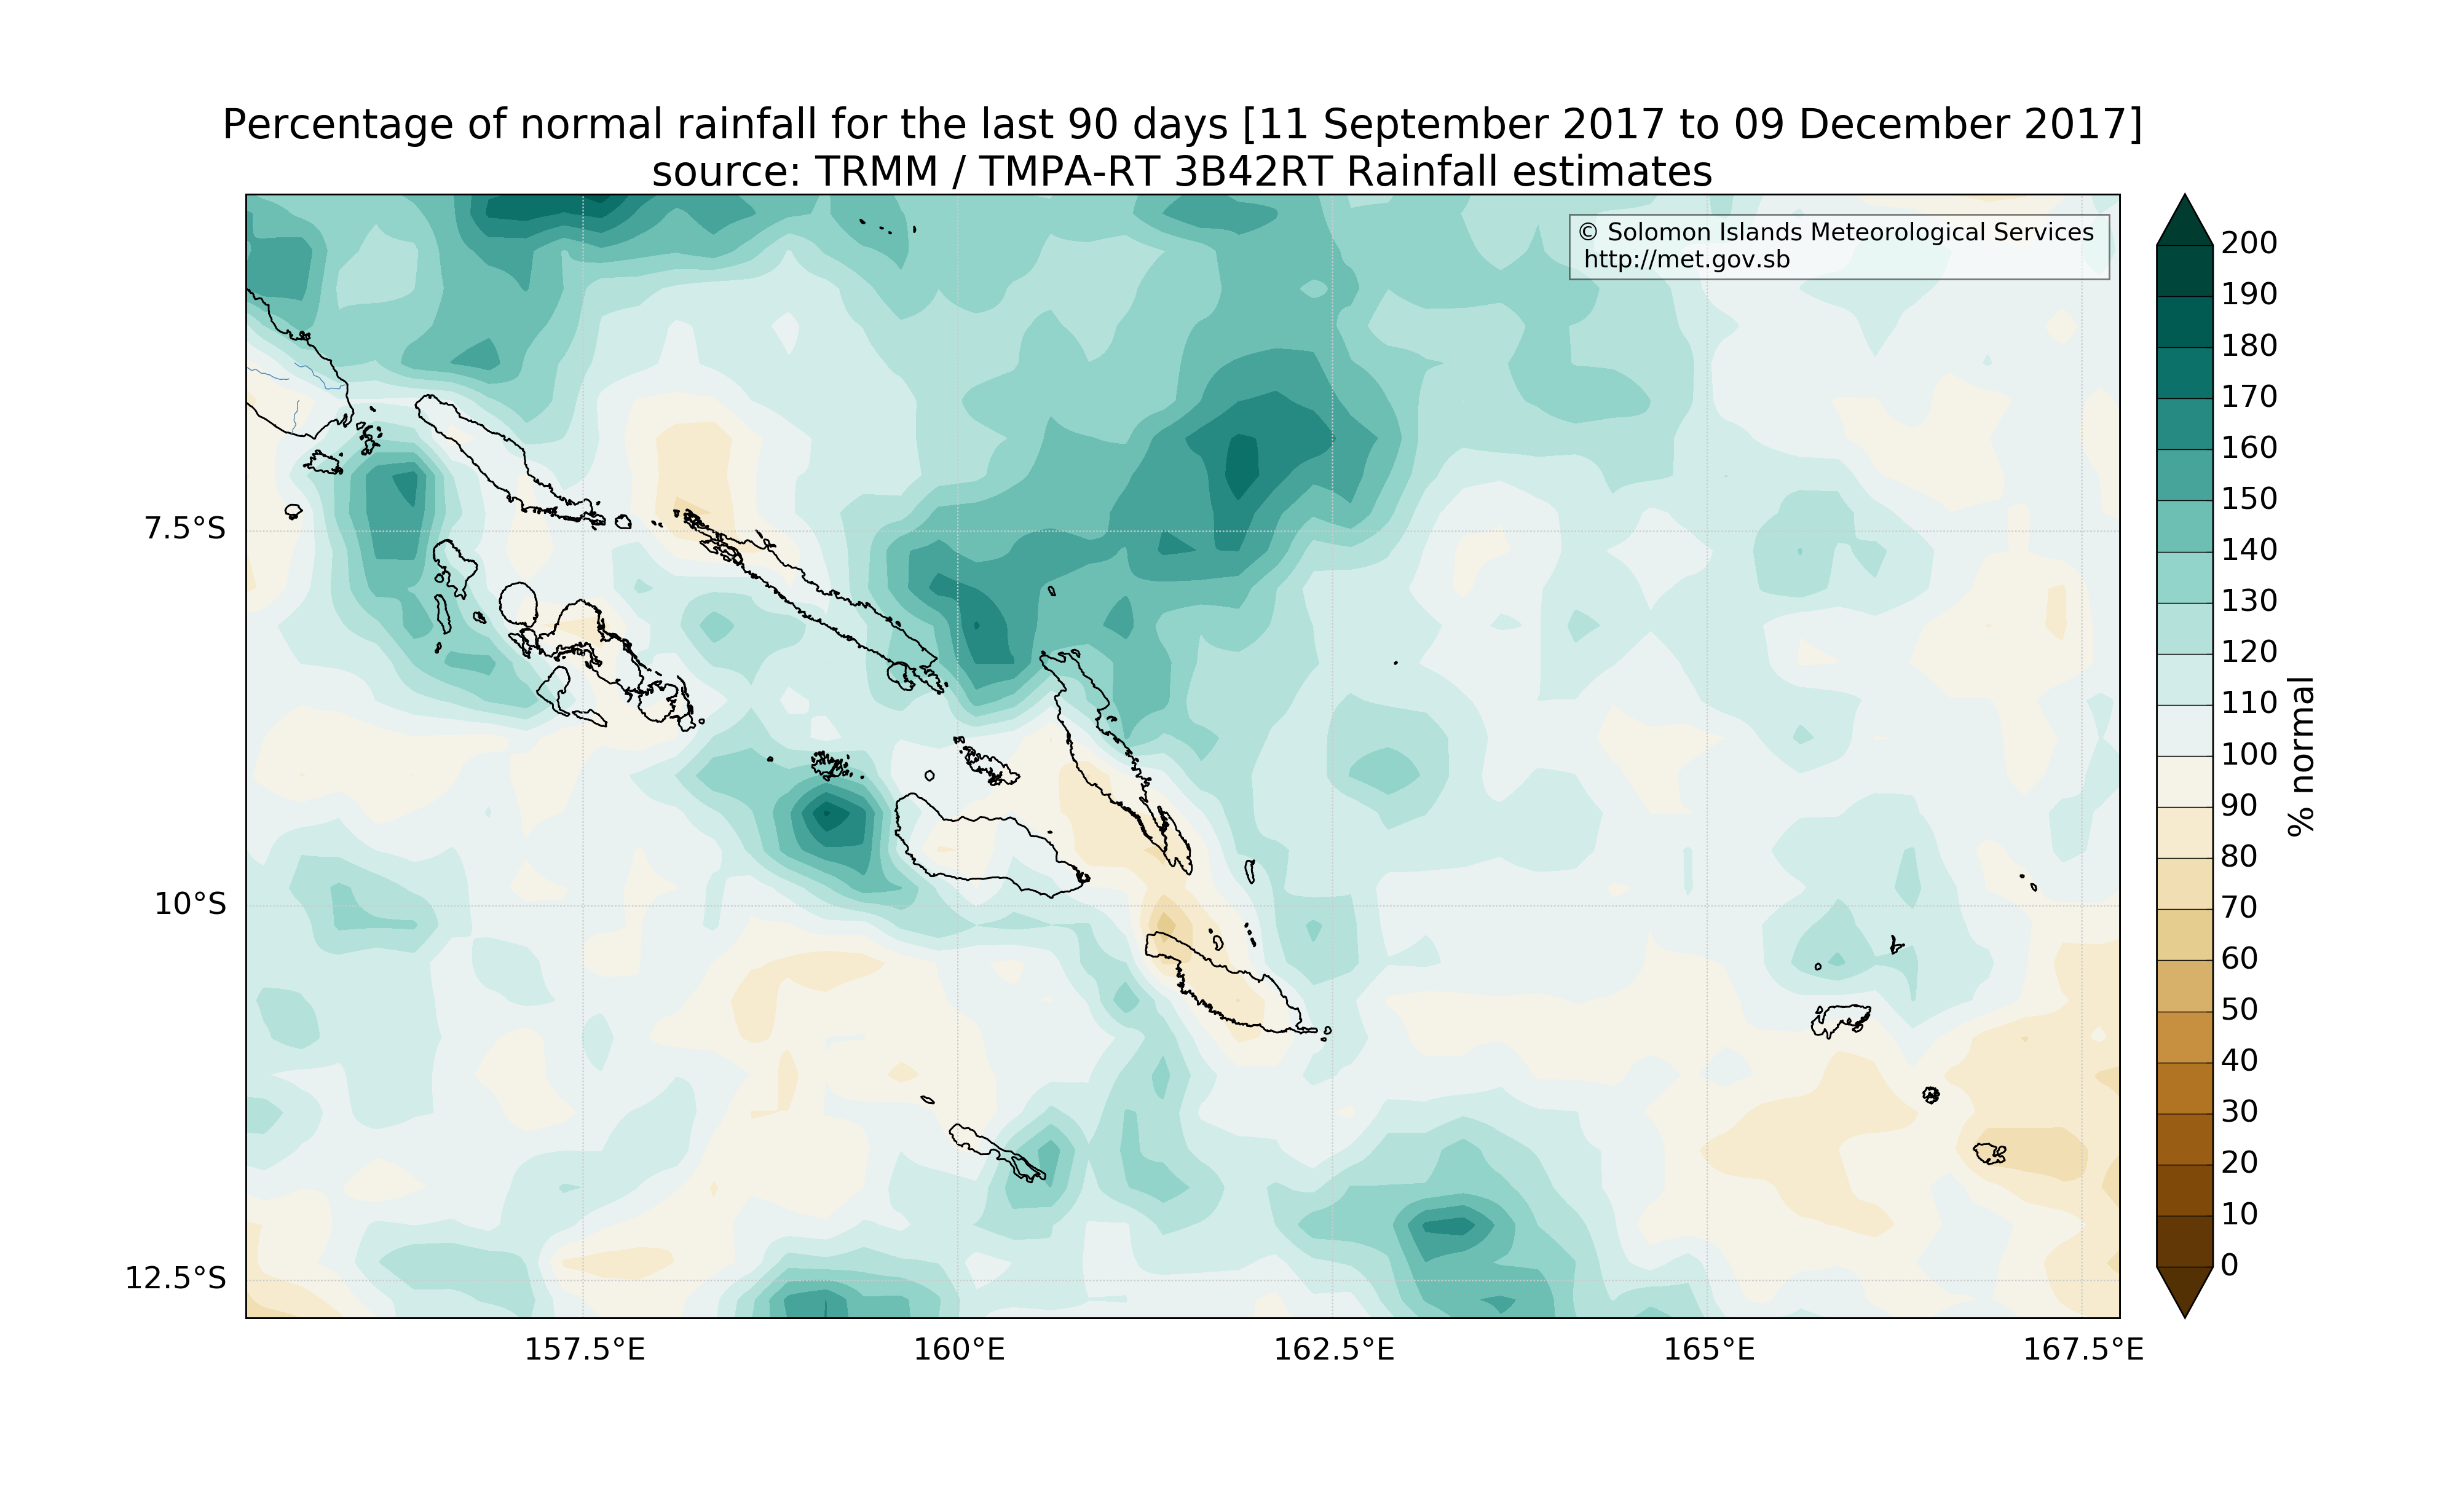 Percentage of normal rainfall for the last 90 days [11 September 2017 to 09 December 2017]
source: TRMM / TMPA-RT 3B42RT Rainfall estimates
© Solomon Islands Meteorological Services
http://met.gov.sb
7.5°S
10°S
12.5°S
157.5°E
160°E
162.5°E
165°E
167.5°E
200
190
180
170
160
150
140
130
120
110
100
90
80
70
60
50
40
30
20
10
0
% normal